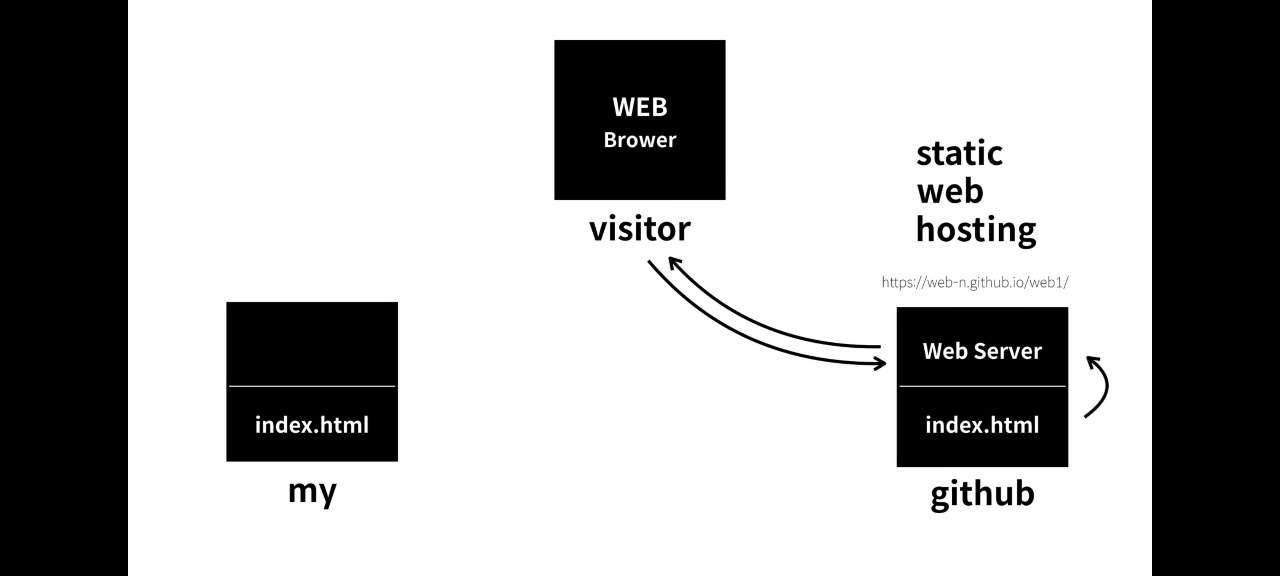 WEB
Brower
visitor
static
web
hosting
https://web-n.github.io/web1/
Web Server
index.html
github
index.html
my